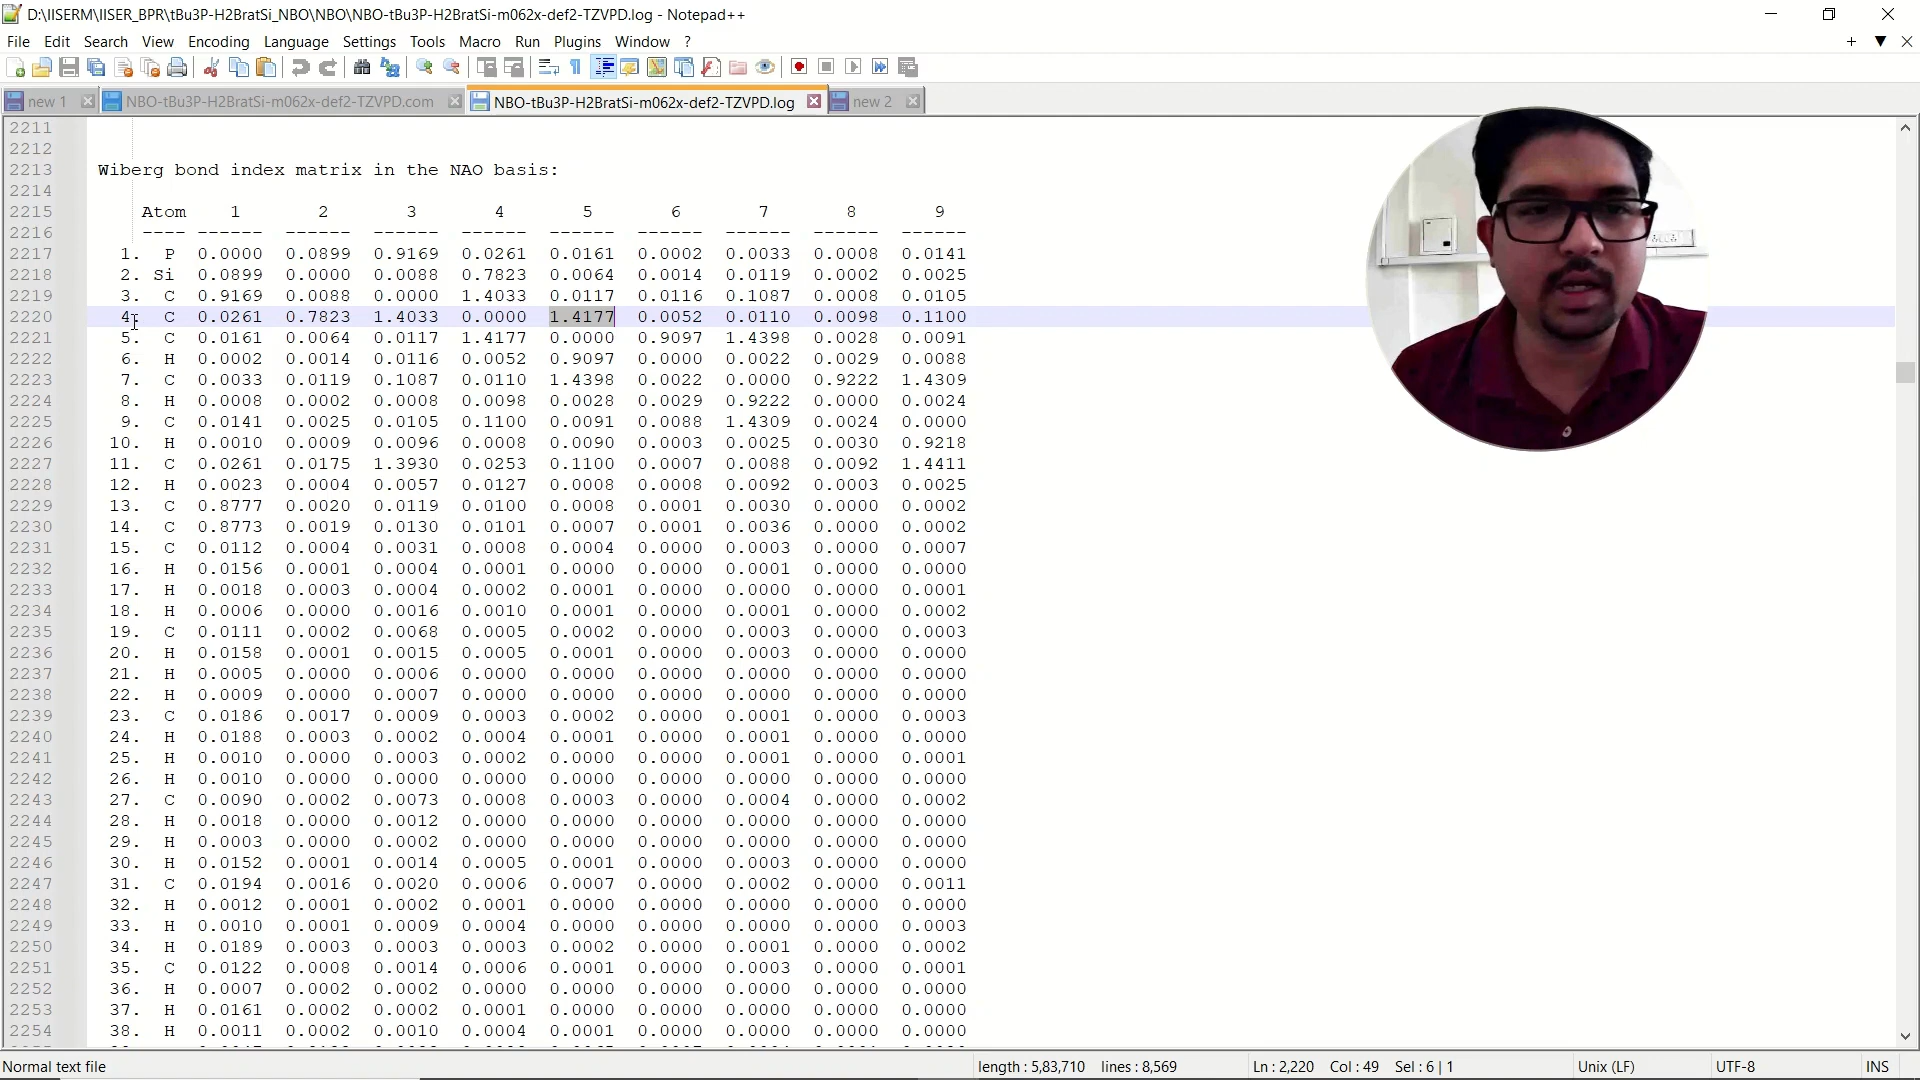 D:\IISERM\IISER_BPR\tBu3P-H2BratSi_NBO\NBO\NBO-tBu3P-H2BratSi-m062x-def2-TZVPD.log - Notepad++
File Edit Search View Encoding Language Settings Tools Macro Run Plugins Window ?
new 1 NBO-tBu3P-H2BratSi-m062x-def2-TZVPD.com NBO-tBu3P-H2BratSi-m062x-def2-TZVPD.log new 2
2211
2212
2213 Wiberg bond index matrix in the NAO basis:
2214
2215 Atom 1 2 3 4 5 6 7 8 9
2216 ---- ------ ------ ------ ------ ------ ------ ------ ------ ------
2217 1. P 0.0000 0.0899 0.9169 0.0261 0.0161 0.0002 0.0033 0.0008 0.0141
2218 2. Si 0.0899 0.0000 0.0088 0.7823 0.0064 0.0014 0.0119 0.0002 0.0025
2219 3. C 0.9169 0.0088 0.0000 1.4033 0.0117 0.0116 0.1087 0.0008 0.0105
2220 4. C 0.0261 0.7823 1.4033 0.0000 1.4177 0.0052 0.0110 0.0098 0.1100
2221 5. C 0.0161 0.0064 0.0117 1.4177 0.0000 0.9097 1.4398 0.0028 0.0091
2222 6. H 0.0002 0.0014 0.0116 0.0052 0.9097 0.0000 0.0022 0.0029 0.0088
2223 7. C 0.0033 0.0119 0.1087 0.0110 1.4398 0.0022 0.0000 0.9222 1.4309
2224 8. H 0.0008 0.0002 0.0008 0.0098 0.0028 0.0029 0.9222 0.0000 0.0024
2225 9. C 0.0141 0.0025 0.0105 0.1100 0.0091 0.0088 1.4309 0.0024 0.0000
2226 10. H 0.0010 0.0009 0.0096 0.0008 0.0090 0.0003 0.0025 0.0030 0.9218
2227 11. C 0.0261 0.0175 1.3930 0.0253 0.1100 0.0007 0.0088 0.0092 1.4411
2228 12. H 0.0023 0.0004 0.0057 0.0127 0.0008 0.0008 0.0092 0.0003 0.0025
2229 13. C 0.8777 0.0020 0.0119 0.0100 0.0008 0.0001 0.0030 0.0000 0.0002
2230 14. C 0.8773 0.0019 0.0130 0.0101 0.0007 0.0001 0.0036 0.0000 0.0002
2231 15. C 0.0112 0.0004 0.0031 0.0008 0.0004 0.0000 0.0003 0.0000 0.0007
2232 16. H 0.0156 0.0001 0.0004 0.0001 0.0000 0.0000 0.0001 0.0000 0.0000
2233 17. H 0.0018 0.0003 0.0004 0.0002 0.0001 0.0000 0.0000 0.0000 0.0001
2234 18. H 0.0006 0.0000 0.0016 0.0010 0.0001 0.0000 0.0001 0.0000 0.0002
2235 19. C 0.0111 0.0002 0.0068 0.0005 0.0002 0.0000 0.0003 0.0000 0.0003
2236 20. H 0.0158 0.0001 0.0015 0.0005 0.0001 0.0000 0.0003 0.0000 0.0000
2237 21. H 0.0005 0.0000 0.0006 0.0000 0.0000 0.0000 0.0000 0.0000 0.0000
2238 22. H 0.0009 0.0000 0.0007 0.0000 0.0000 0.0000 0.0000 0.0000 0.0000
2239 23. C 0.0186 0.0017 0.0009 0.0003 0.0002 0.0000 0.0001 0.0000 0.0003
2240 24. H 0.0188 0.0003 0.0002 0.0004 0.0001 0.0000 0.0001 0.0000 0.0000
2241 25. H 0.0010 0.0000 0.0003 0.0002 0.0000 0.0000 0.0001 0.0000 0.0001
2242 26. H 0.0010 0.0000 0.0000 0.0000 0.0000 0.0000 0.0000 0.0000 0.0000
2243 27. C 0.0090 0.0002 0.0073 0.0008 0.0003 0.0000 0.0004 0.0000 0.0002
2244 28. H 0.0018 0.0000 0.0012 0.0000 0.0000 0.0000 0.0000 0.0000 0.0000
2245 29. H 0.0003 0.0000 0.0002 0.0000 0.0000 0.0000 0.0000 0.0000 0.0000
2246 30. H 0.0152 0.0001 0.0014 0.0005 0.0001 0.0000 0.0003 0.0000 0.0000
2247 31. C 0.0194 0.0016 0.0020 0.0006 0.0007 0.0000 0.0002 0.0000 0.0011
2248 32. H 0.0012 0.0001 0.0002 0.0001 0.0000 0.0000 0.0000 0.0000 0.0000
2249 33. H 0.0010 0.0001 0.0009 0.0004 0.0000 0.0000 0.0000 0.0000 0.0003
2250 34. H 0.0189 0.0003 0.0003 0.0003 0.0002 0.0000 0.0001 0.0000 0.0002
2251 35. C 0.0122 0.0008 0.0014 0.0006 0.0001 0.0000 0.0003 0.0000 0.0001
2252 36. H 0.0007 0.0002 0.0002 0.0000 0.0000 0.0000 0.0000 0.0000 0.0000
2253 37. H 0.0161 0.0002 0.0002 0.0001 0.0000 0.0000 0.0000 0.0000 0.0000
2254 38. H 0.0011 0.0002 0.0010 0.0004 0.0001 0.0000 0.0000 0.0000 0.0000
Normal text file length : 5,83,710 lines : 8,569 Ln : 2,220 Col : 49 Sel : 6 | 1 Unix (LF) UTF-8 INS